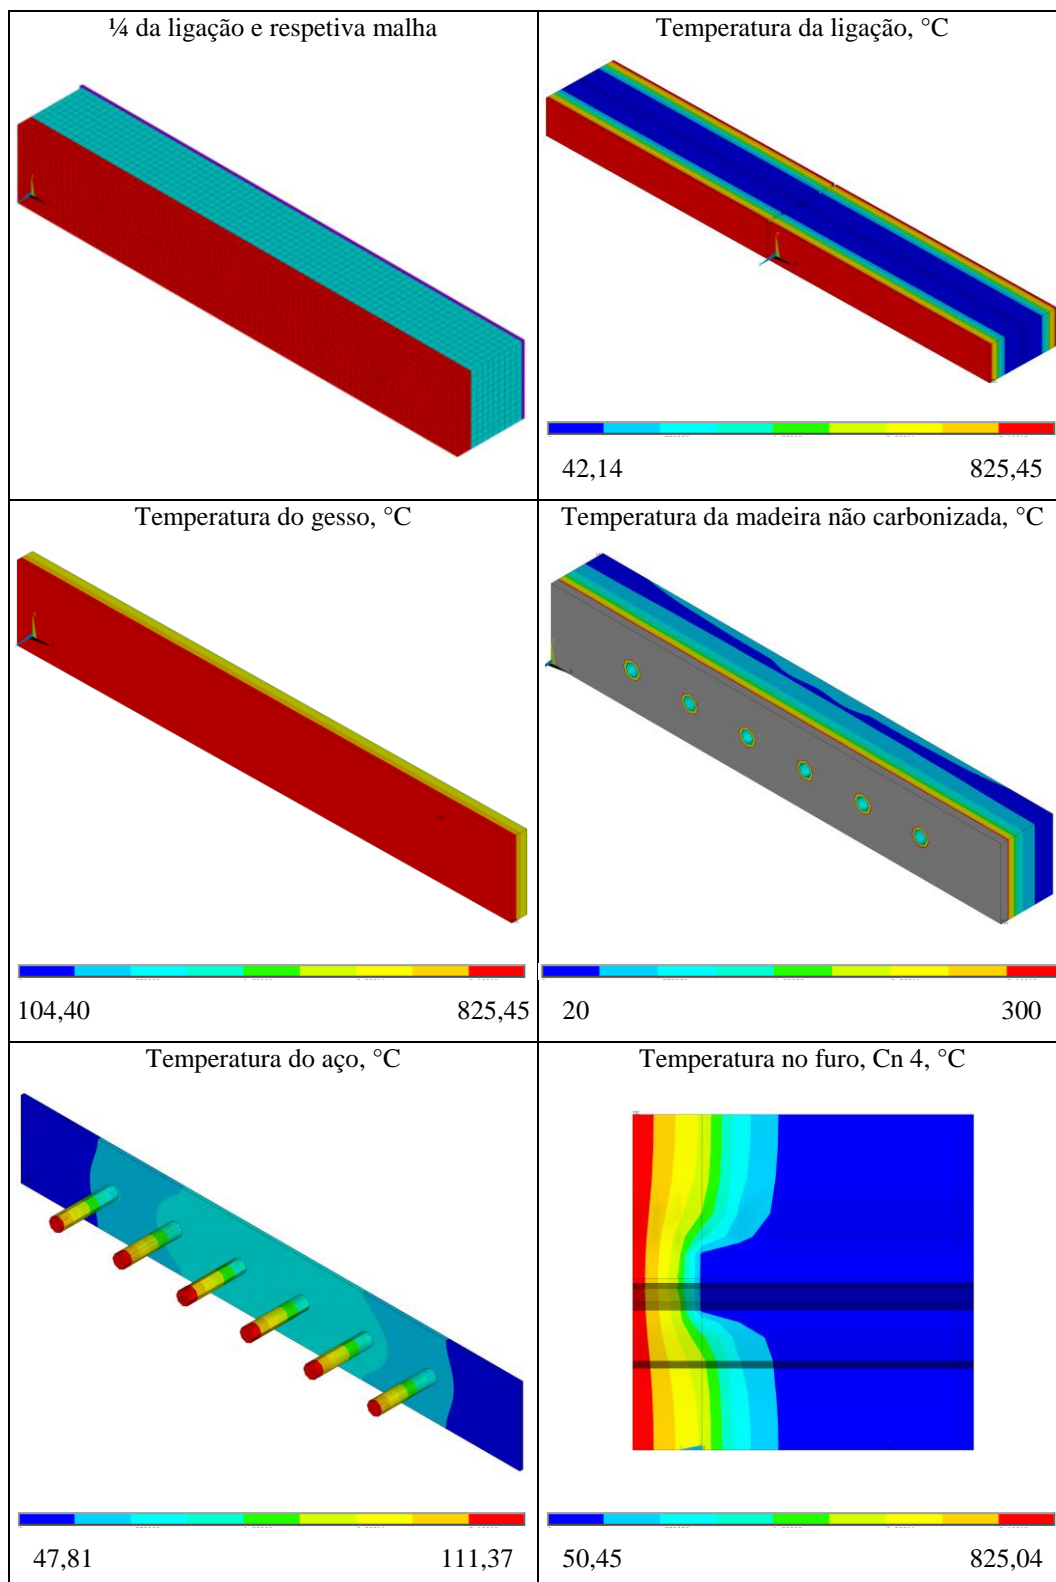 ¼ da ligação e respetiva malha
Temperatura da ligação, °C
42,14 825,45
Temperatura do gesso, °C
Temperatura da madeira não carbonizada, °C
104,40 825,45
20 300
Temperatura do aço, °C
Temperatura no furo, Cn 4, °C
47,81 111,37
50,45 825,04